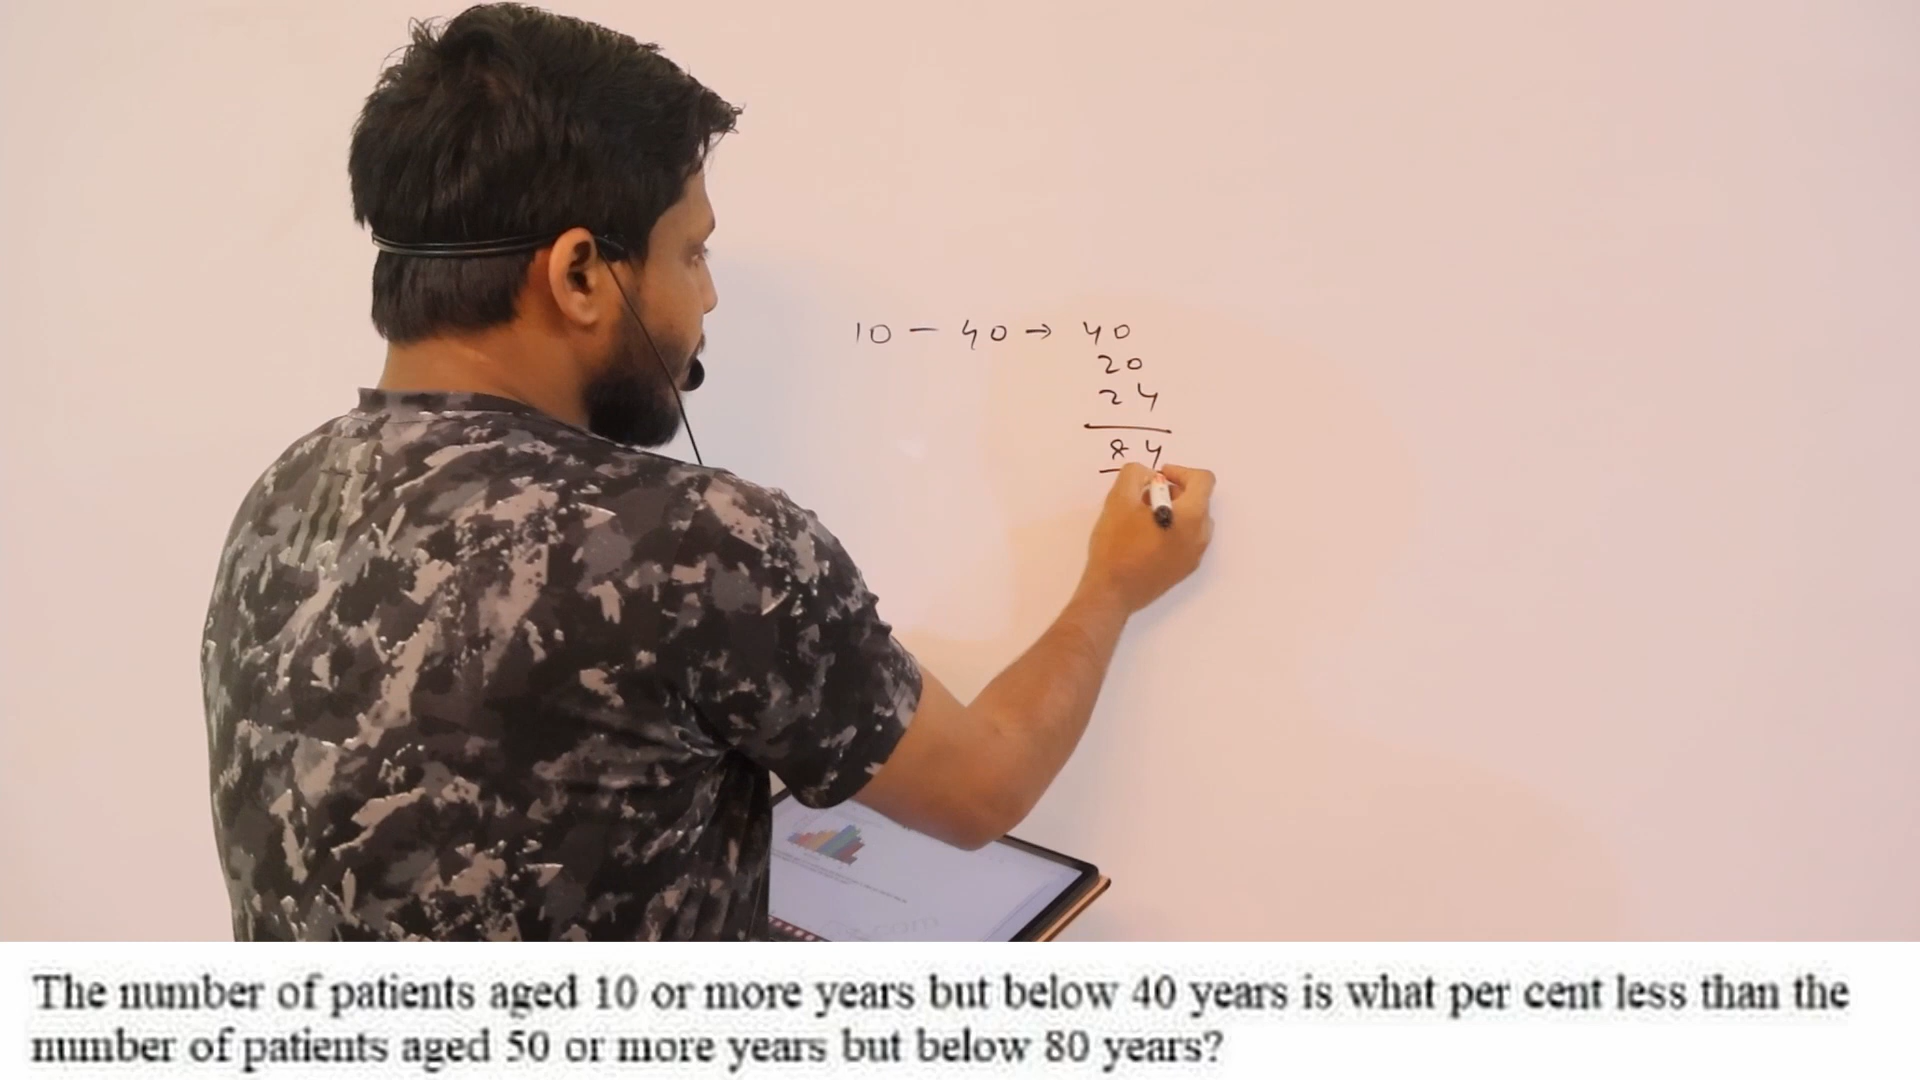 10 — 40 → 40
20
24
84
The number of patients aged 10 or more years but below 40 years is what per cent less than the
number of patients aged 50 or more years but below 80 years?